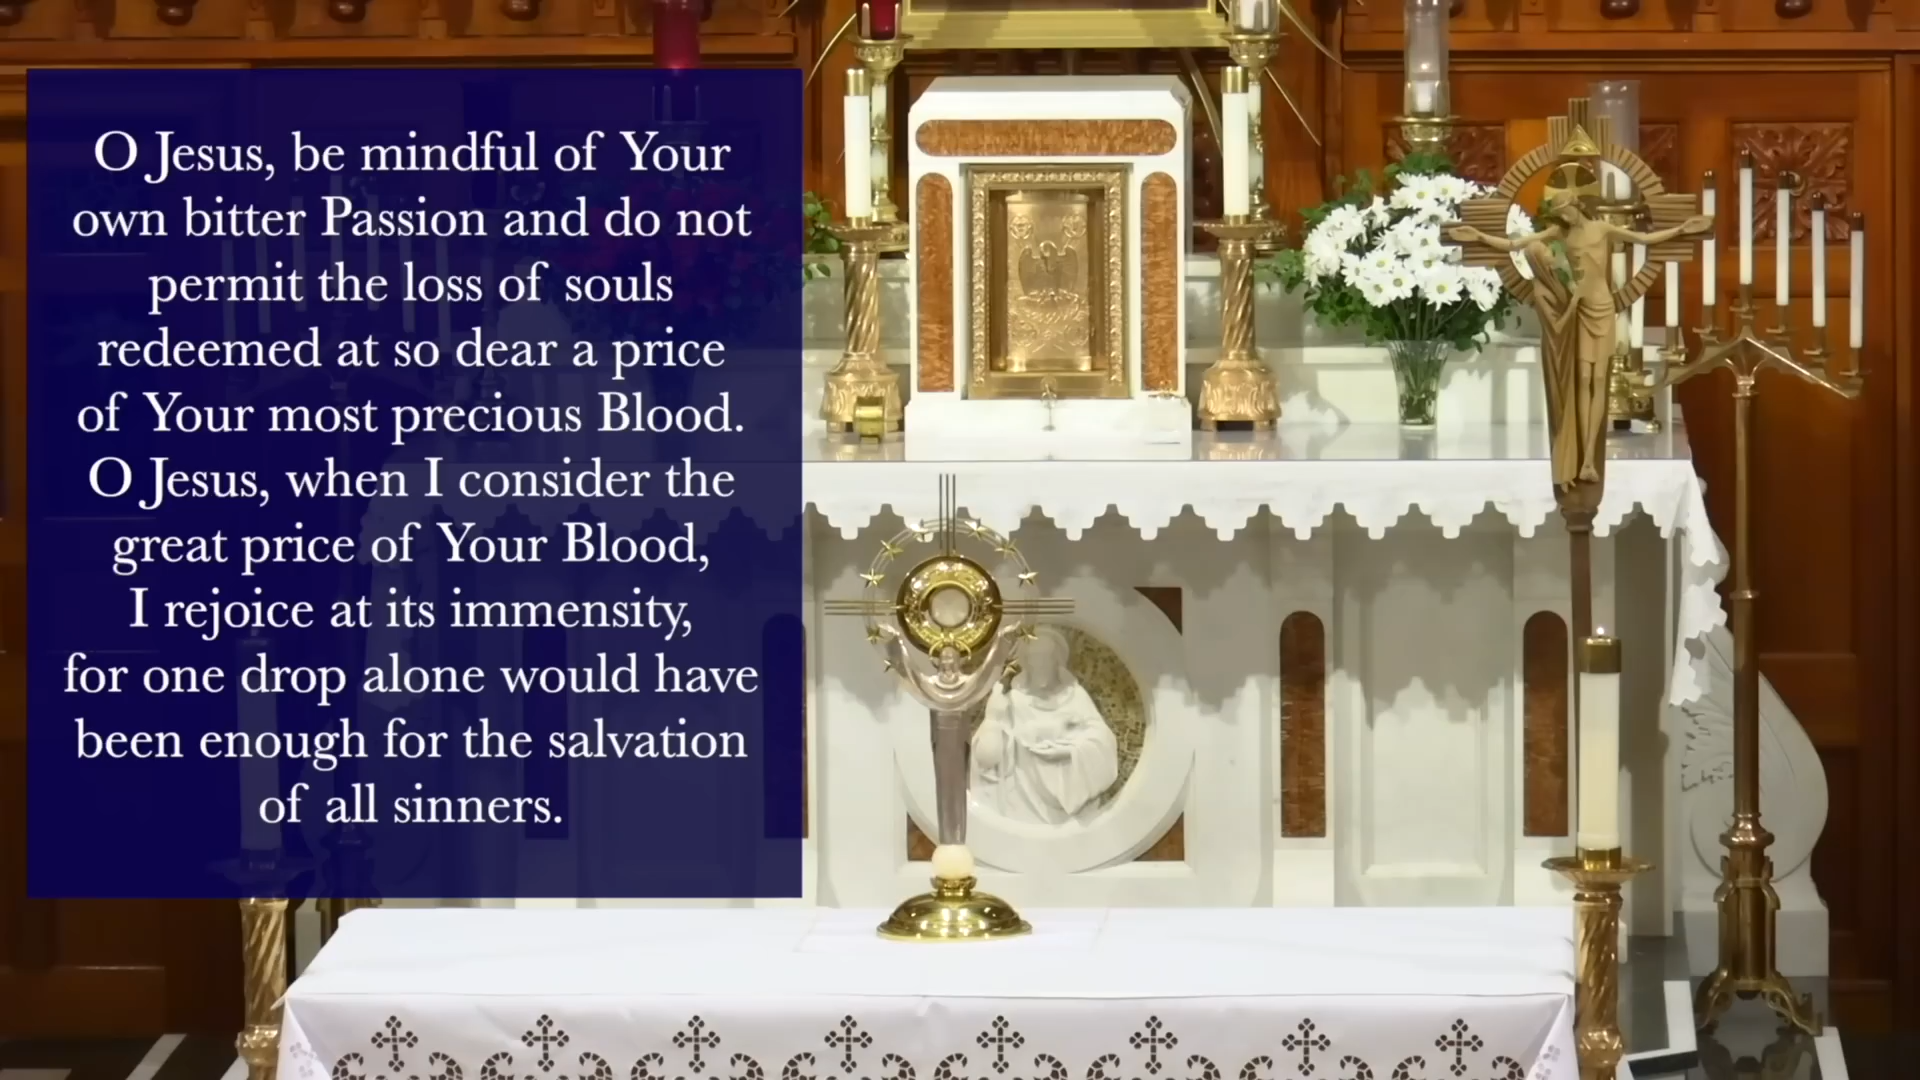 O Jesus, be mindful of Your
own bitter Passion and do not
permit the loss of souls
redeemed at so dear a price
of Your most precious Blood.
O Jesus, when I consider the
great price of Your Blood,
I rejoice at its immensity,
for one drop alone would have
been enough for the salvation
of all sinners.